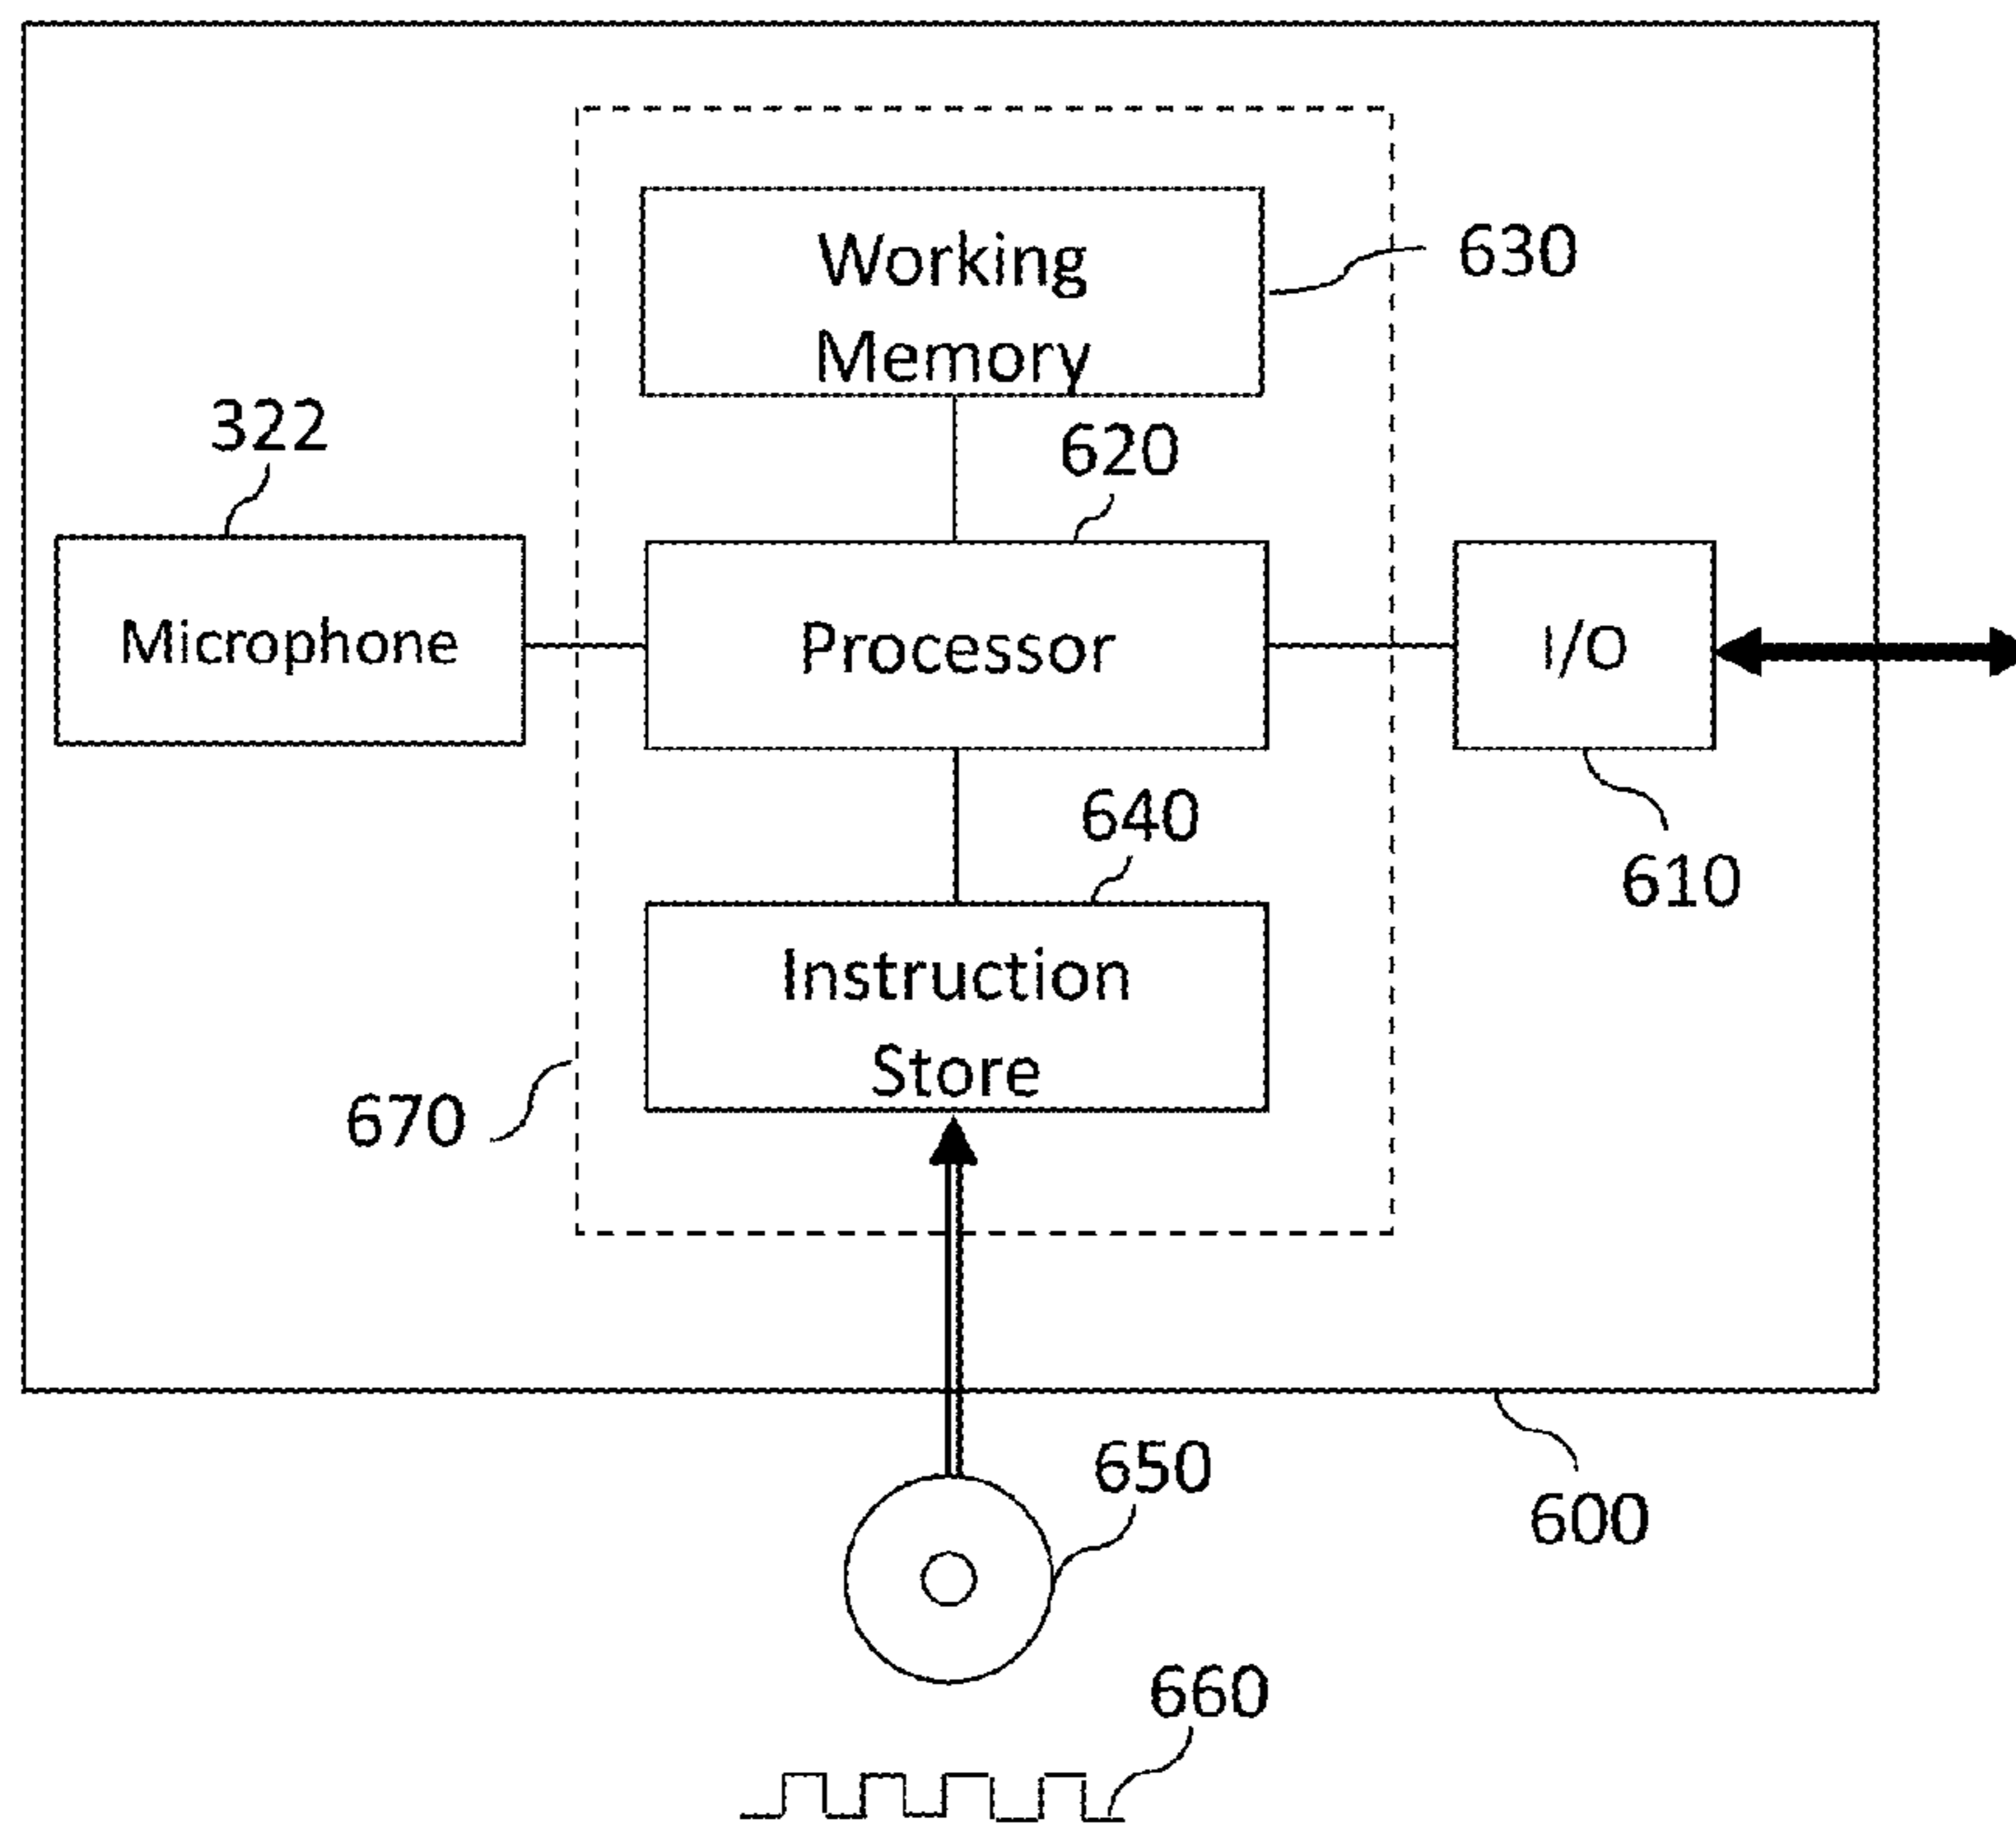 Working
Memory
630
322
620
Microphone
Processor
I/O
640
610
Instruction
Store
670
650
600
660